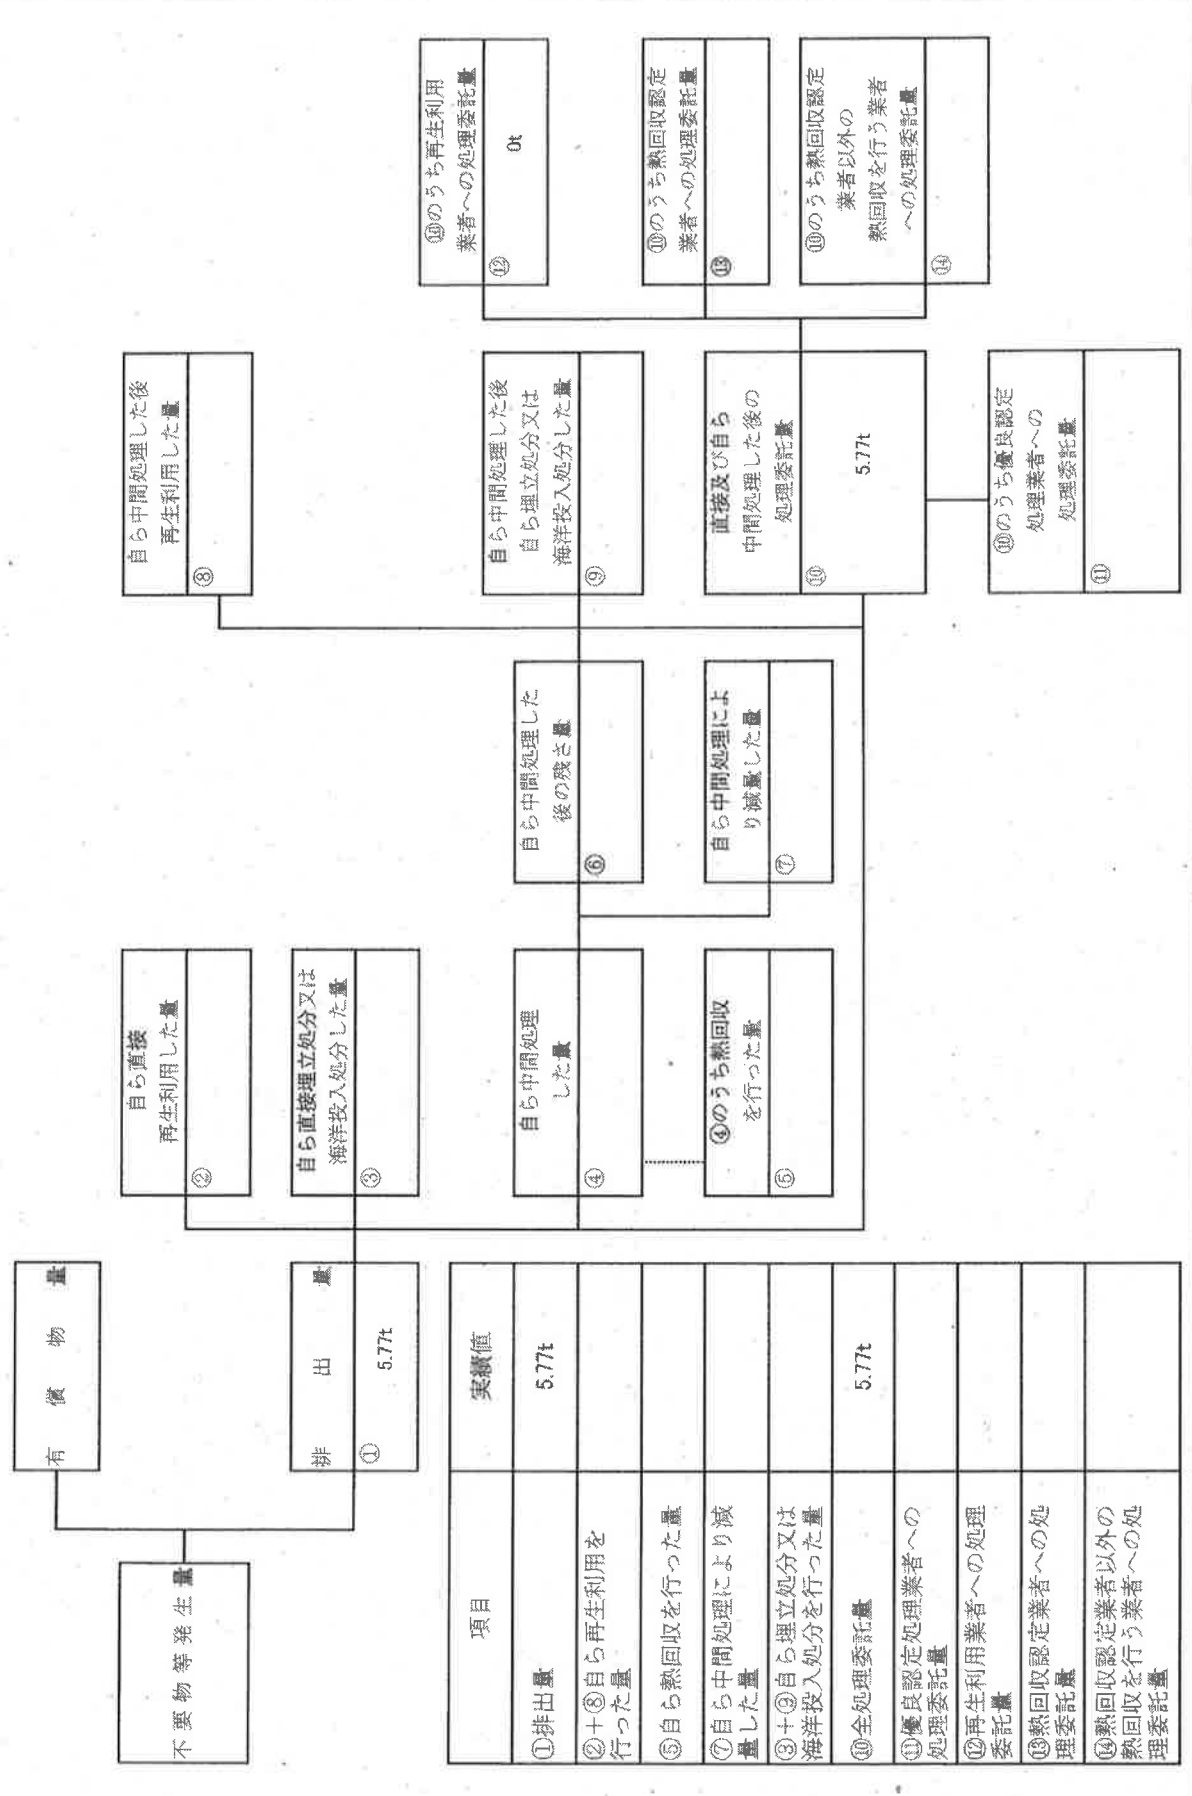 不要物等発生量
有償物量
排出量
①
5.77t
自ら直接
再生利用した量
②
自ら直接埋立処分又は
海洋投入処分した量
③
自ら中間処理
した量
④
④のうち熱回収
を行った量
⑤
自ら中間処理した
後の残さ量
⑥
自ら中間処理によ
り減量した量
⑦
自ら中間処理した後
再生利用した量
⑧
自ら中間処理した後
自ら埋立処分又は
海洋投入処分した量
⑨
直接及び自ら
中間処理した後の
処理委託量
⑩
5.77t
⑩のうち優良認定
処理業者への
処理委託量
⑪
⑩のうち再生利用
業者への処理委託量
⑫
0t
⑩のうち熱回収認定
業者への処理委託量
⑬
⑩のうち熱回収認定
業者以外の
熱回収を行う業者
への処理委託量
⑭
項目
実績値
①排出量
5.77t
②+⑧自ら再生利用を
行った量
⑤自ら熱回収を行った量
⑦自ら中間処理により減
量した量
③+⑨自ら埋立処分又は
海洋投入処分を行った量
⑩全処理委託量
5.77t
⑪優良認定処理業者への
処理委託量
⑫再生利用業者への処理
委託量
⑬熱回収認定業者への処
理委託量
⑭熱回収認定業者以外の
熱回収を行う業者への処
理委託量